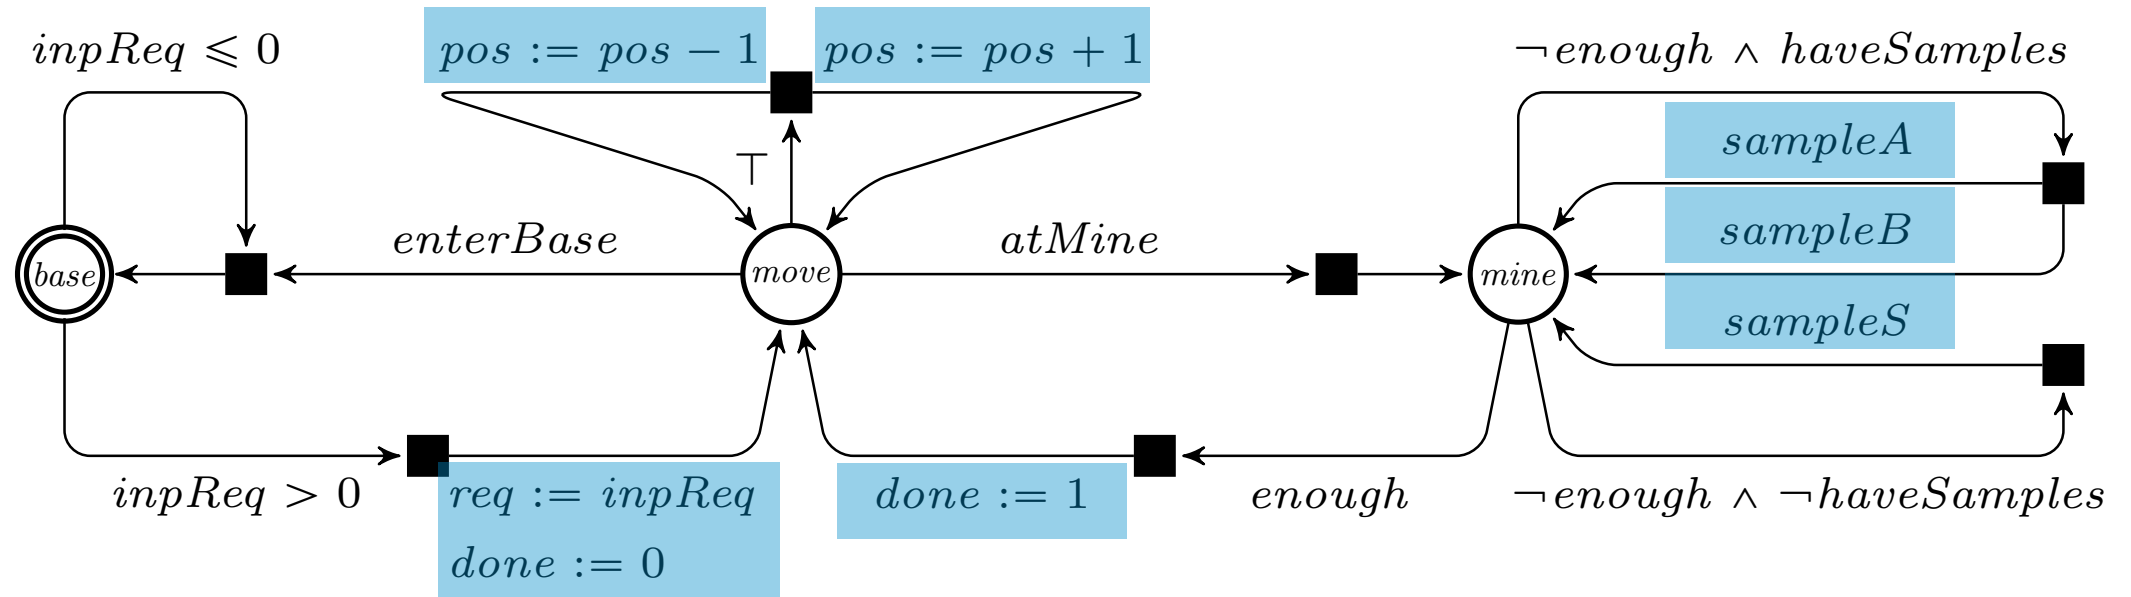 inpReq ⩽ 0
pos := pos − 1
pos := pos + 1
¬enough ∧ haveSamples
sampleA
⊤
enterBase
atMine
sampleB
base
move
mine
sampleS
inpReq > 0
req := inpReq
done := 0
done := 1
enough
¬enough ∧ ¬haveSamples